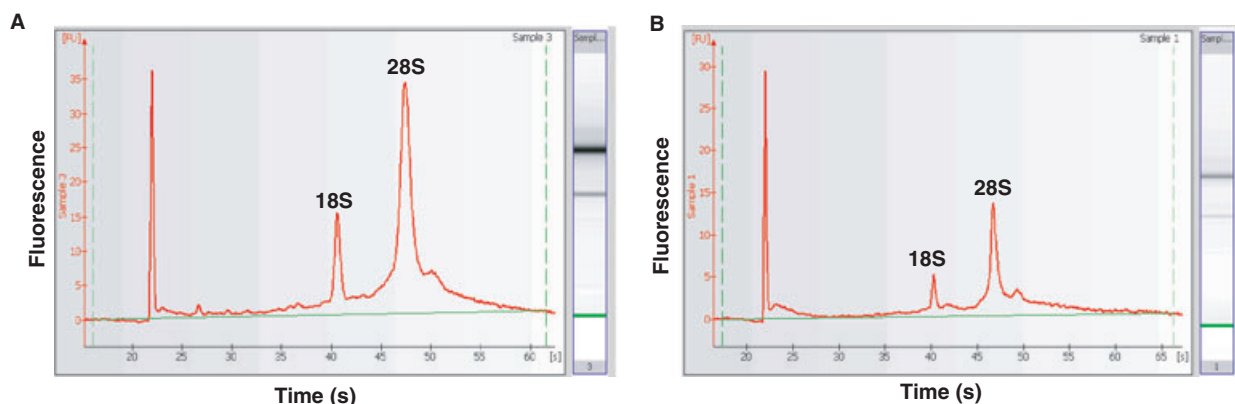 A
[FU]
Sample 3
Sampl...
35
30
25
20
15
10
5
0
Sample 3
Fluorescence
18S
28S
20 25 30 35 40 45 50 55 60 [s]
3
Time (s)
B
[FU]
Sample 1
Sampl...
30
25
20
15
10
5
0
Sample 1
Fluorescence
18S
28S
20 25 30 35 40 45 50 55 60 65 [s]
1
Time (s)